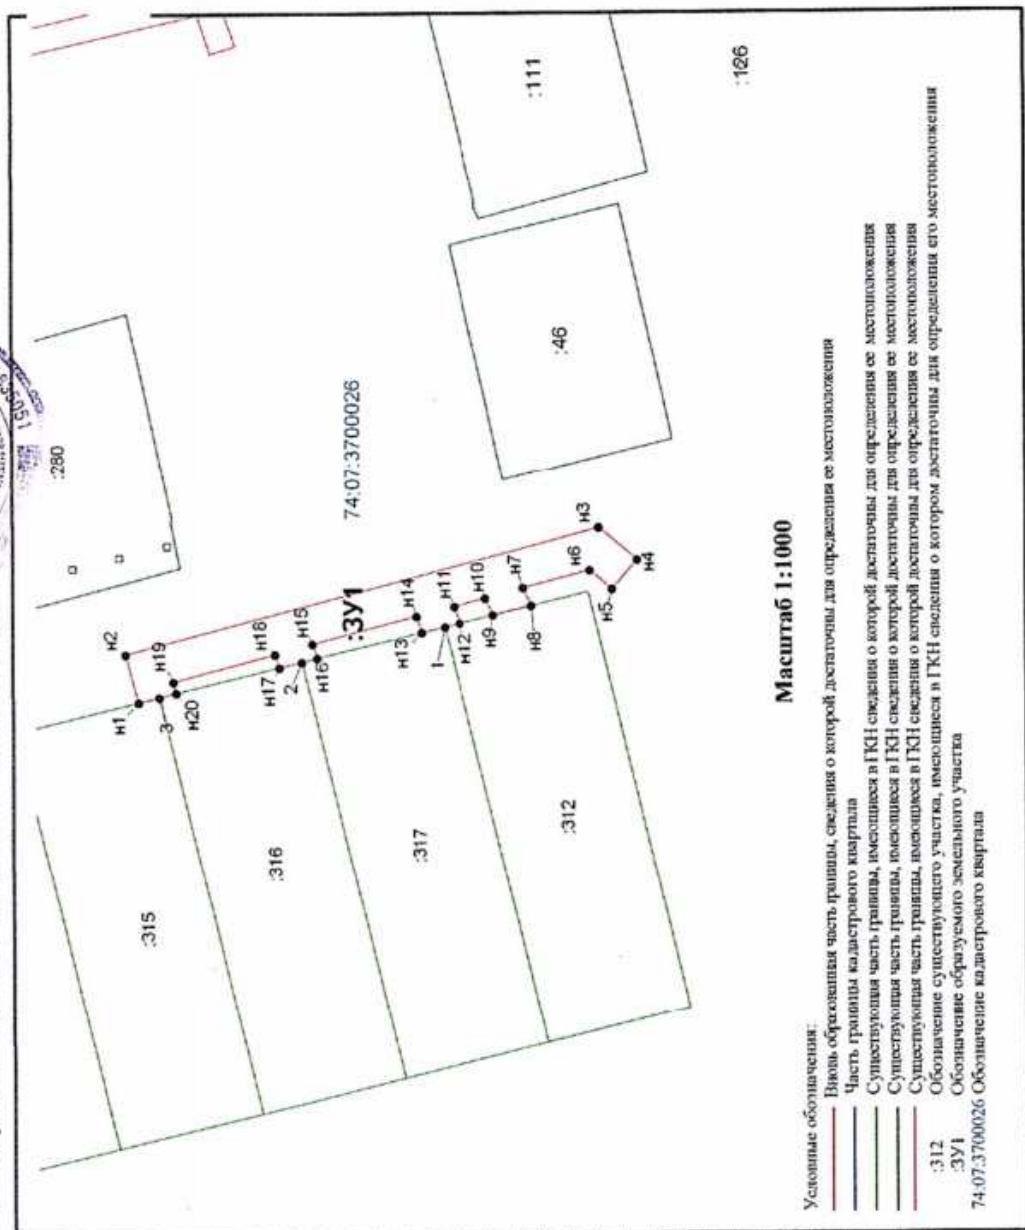 35051
:280
:111
:126
:46
74:07:3700026
:ЗУ1
н2
н1
н19
3
н20
н18
н17
2
н15
н16
н14
н13
1
н11
н12
н10
н9
н7
н8
н6
н5
н3
н4
:315
:316
:317
:312
Масштаб 1:1000
Условные обозначения:
Вновь образованная часть границы, сведения о которой достаточны для определения ее местоположения
Часть границы кадастрового квартала
Существующая часть границы, имеющиеся в ГКН сведения о которой достаточны для определения ее местоположения
Существующая часть границы, имеющиеся в ГКН сведения о которой достаточны для определения ее местоположения
Существующая часть границы, имеющиеся в ГКН сведения о которой достаточны для определения ее местоположения
:312 Обозначение существующего участка, имеющиеся в ГКН сведения о котором достаточны для определения его местоположения
:ЗУ1 Обозначение образуемого земельного участка
74:07:3700026 Обозначение кадастрового квартала